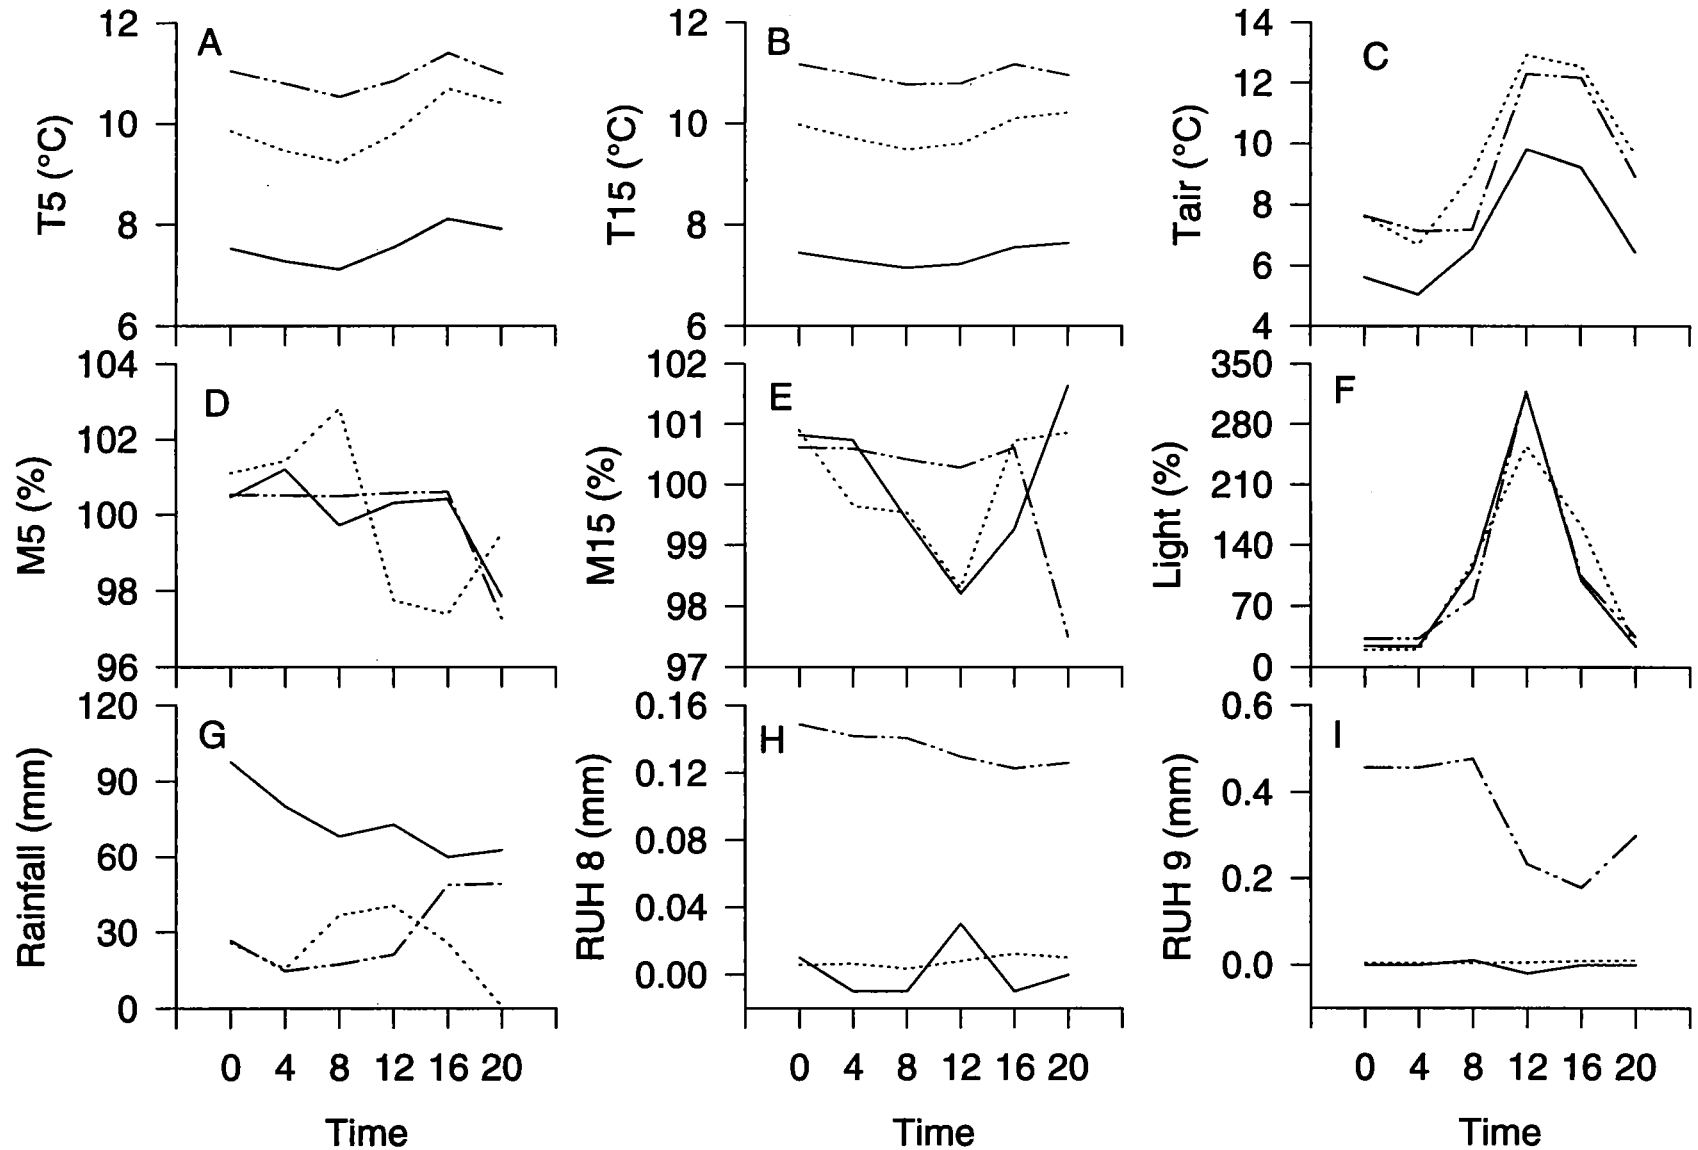 A
T5 (°C)
12
10
8
6
B
T15 (°C)
12
10
8
6
C
Tair (°C)
14
12
10
8
6
4
D
M5 (%)
104
102
100
98
96
E
M15 (%)
102
101
100
99
98
97
F
Light (%)
350
280
210
140
70
0
G
Rainfall (mm)
120
90
60
30
0
0 4 8 12 16 20
Time
H
RUH 8 (mm)
0.16
0.12
0.08
0.04
0.00
0 4 8 12 16 20
Time
I
RUH 9 (mm)
0.6
0.4
0.2
0.0
0 4 8 12 16 20
Time